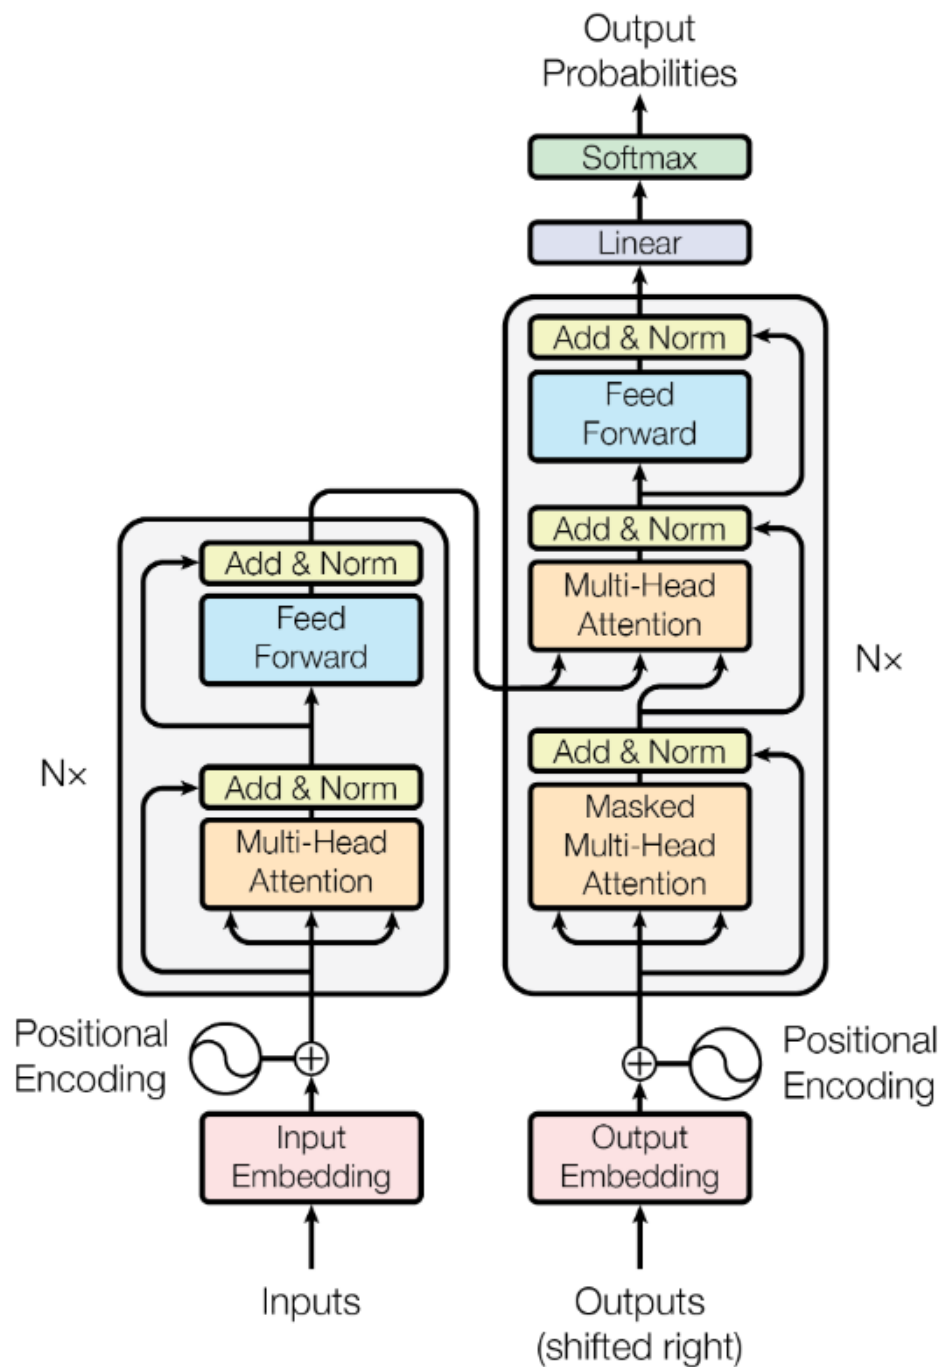 Output
Probabilities
Softmax
Linear
Add & Norm
Feed
Forward
Add & Norm
Multi-Head
Attention
Add & Norm
Masked
Multi-Head
Attention
Nx
Add & Norm
Feed
Forward
Add & Norm
Multi-Head
Attention
Nx
Positional
Encoding
Positional
Encoding
Input
Embedding
Output
Embedding
Inputs
Outputs
(shifted right)